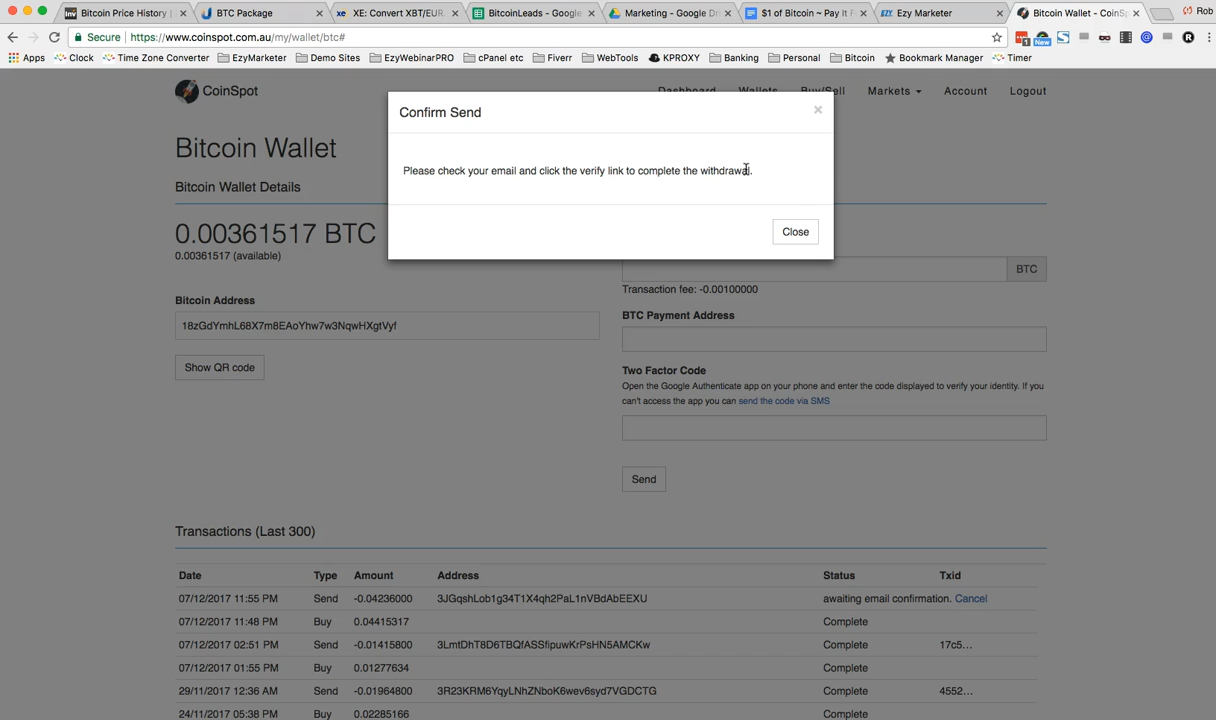 Bitcoin Price History |
BTC Package
XE: Convert XBT/EUR.
BitcoinLeads - Google
Marketing - Google Dri
$1 of Bitcoin ~ Pay It F
Ezy Marketer
Bitcoin Wallet - CoinS
Rob
Secure | https://www.coinspot.com.au/my/wallet/btc#
New
Apps Clock Time Zone Converter EzyMarketer Demo Sites EzyWebinarPRO cPanel etc Fiverr WebTools KPROXY Banking Personal Bitcoin Bookmark Manager Timer
CoinSpot Dashboard Wallets Buy/Sell Markets Account Logout
Confirm Send ×
Please check your email and click the verify link to complete the withdrawal.
Close
Bitcoin Wallet
Bitcoin Wallet Details
0.00361517 BTC
0.00361517 (available)
Bitcoin Address
18zGdYmhL68X7m8EAoYhw7w3NqwHXgtVyf
Show QR code
BTC
Transaction fee: -0.00100000
BTC Payment Address
Two Factor Code
Open the Google Authenticate app on your phone and enter the code displayed to verify your identity. If you
can't access the app you can send the code via SMS
Send
Transactions (Last 300)
Date Type Amount Address Status Txid
07/12/2017 11:55 PM Send -0.04236000 3JGqshLob1g34T1X4qh2PaL1nVBdAbEEXU awaiting email confirmation. Cancel
07/12/2017 11:48 PM Buy 0.04415317 Complete
07/12/2017 02:51 PM Send -0.01415800 3LmtDhT8D6TBQfASSfipuwKrPsHN5AMCKw Complete 17c5...
07/12/2017 01:55 PM Buy 0.01277634 Complete
29/11/2017 12:36 AM Send -0.01964800 3R23KRM6YqyLNhZNboK6wev6syd7VGDCTG Complete 4552...
24/11/2017 05:38 PM Buy 0.02285166 Complete